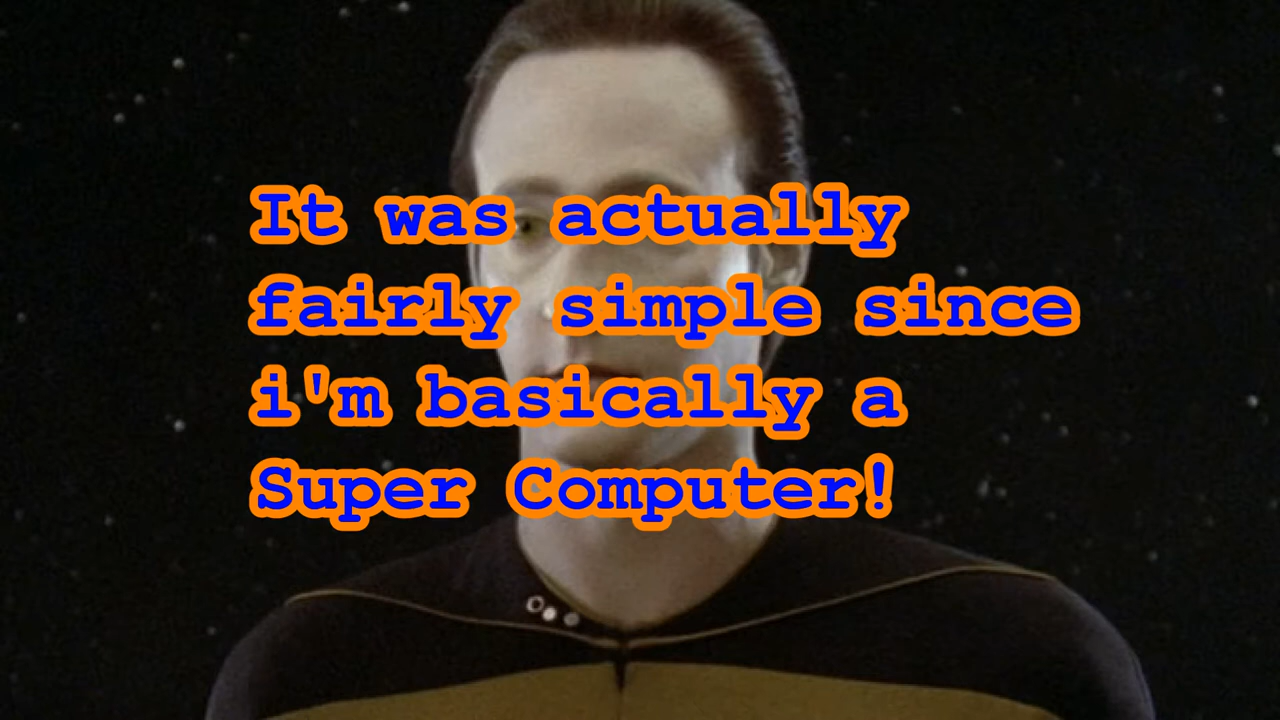 It was actually
fairly simple since
i'm basically a
Super Computer!